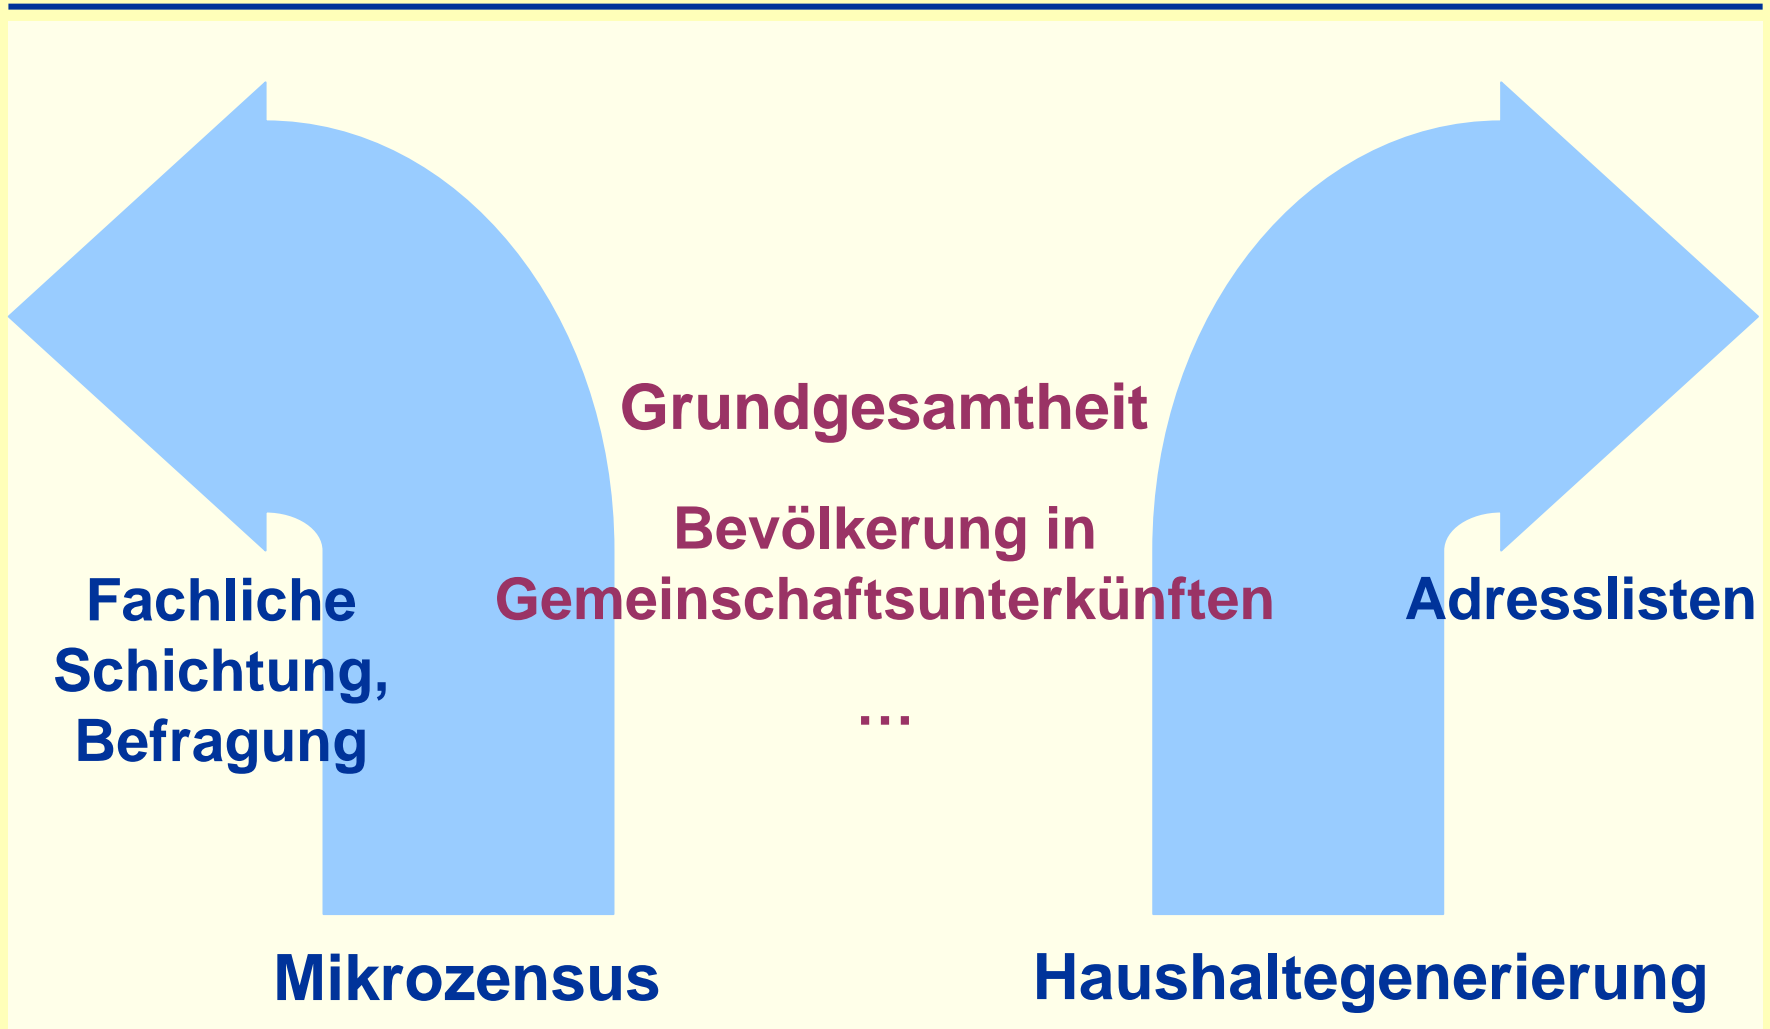 Grundgesamtheit
Bevölkerung in
Gemeinschaftsunterkünften
…
Fachliche
Schichtung,
Befragung
Adresslisten
Mikrozensus
Haushaltegenerierung